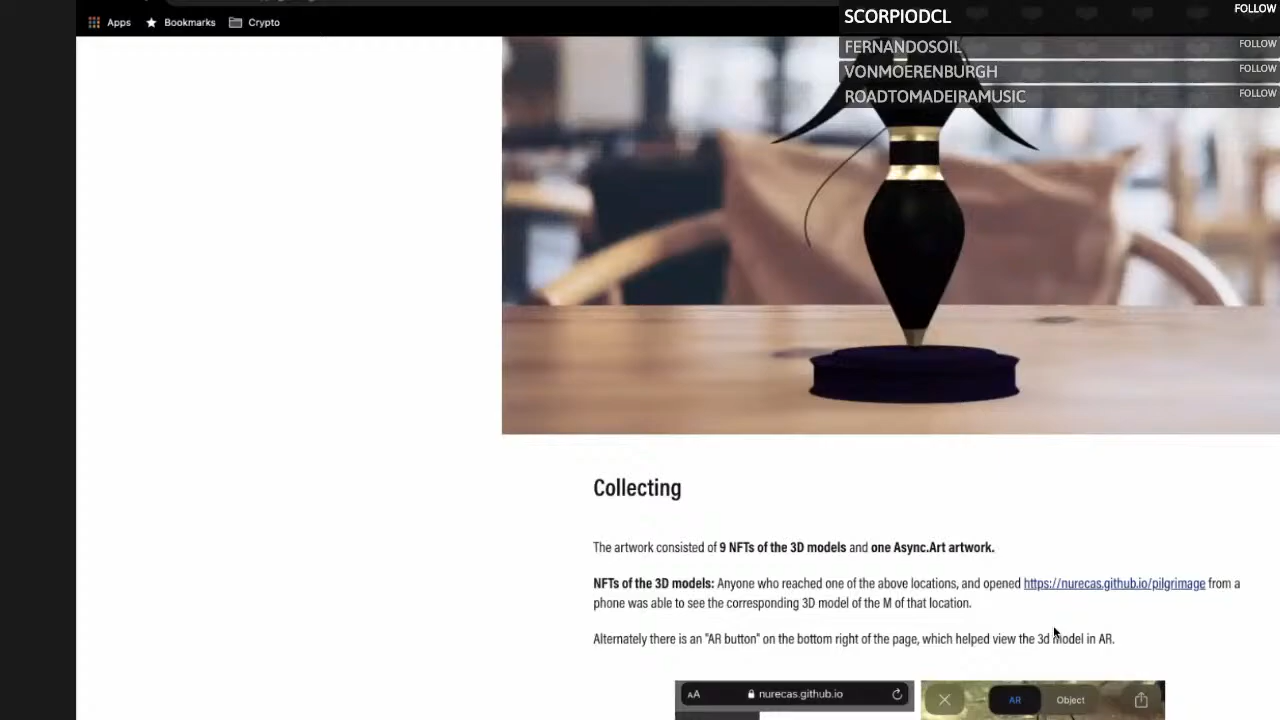 Apps Bookmarks Crypto
SCORPIODCL FOLLOW
FERNANDOSOIL FOLLOW
VONMOERENBURGH FOLLOW
ROADTOMADEIRAMUSIC FOLLOW
Collecting
The artwork consisted of 9 NFTs of the 3D models and one Async.Art artwork.
NFTs of the 3D models: Anyone who reached one of the above locations, and opened https://nurecas.github.io/pilgrimage from a
phone was able to see the corresponding 3D model of the M of that location.
Alternately there is an "AR button" on the bottom right of the page, which helped view the 3d model in AR.
AA nurecas.github.io
AR Object